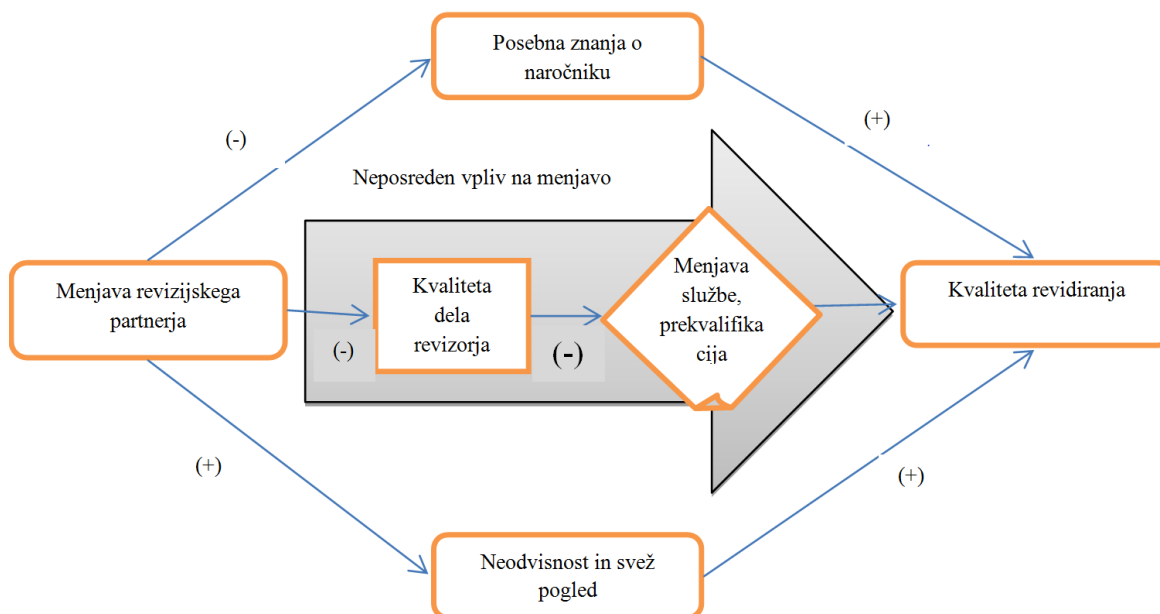 Posebna znanja o
naročniku
(-)
(+)
Neposreden vpliv na menjavo
Menjava revizijskega
partnerja
(-)
Kvaliteta
dela
revizorja
(-)
Menjava
službe,
prekvalifika
cija
Kvaliteta revidiranja
(+)
(+)
Neodvisnost in svež
pogled